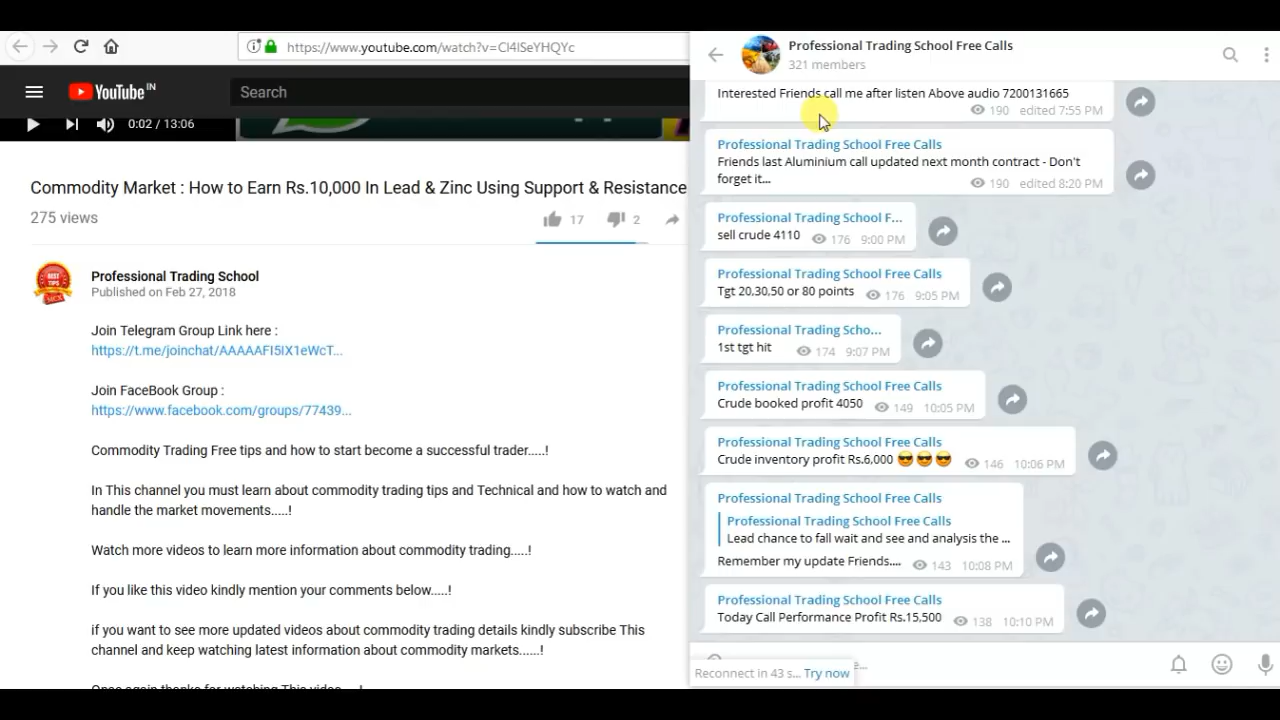 https://www.youtube.com/watch?v=CI4lSeYHQYc
YouTube IN
Search
0:02 / 13:06
Commodity Market : How to Earn Rs.10,000 In Lead & Zinc Using Support & Resistance
275 views
17
2
Professional Trading School
Published on Feb 27, 2018
Join Telegram Group Link here :
https://t.me/joinchat/AAAAAFI5IX1eWcT...
Join FaceBook Group :
https://www.facebook.com/groups/77439...
Commodity Trading Free tips and how to start become a successful trader.....!
In This channel you must learn about commodity trading tips and Technical and how to watch and
handle the market movements.....!
Watch more videos to learn more information about commodity trading.....!
If you like this video kindly mention your comments below.....!
if you want to see more updated videos about commodity trading details kindly subscribe This
channel and keep watching latest information about commodity markets......!
Once again thanks for watching This video.....!
Professional Trading School Free Calls
321 members
Interested Friends call me after listen Above audio 7200131665
190 edited 7:55 PM
Professional Trading School Free Calls
Friends last Aluminium call updated next month contract - Don't
forget it...
190 edited 8:20 PM
Professional Trading School F...
sell crude 4110 176 9:00 PM
Professional Trading School Free Calls
Tgt 20,30,50 or 80 points 176 9:05 PM
Professional Trading Scho...
1st tgt hit 174 9:07 PM
Professional Trading School Free Calls
Crude booked profit 4050 149 10:05 PM
Professional Trading School Free Calls
Crude inventory profit Rs.6,000 😎 😎 😎 146 10:06 PM
Professional Trading School Free Calls
Professional Trading School Free Calls
Lead chance to fall wait and see and analysis the ...
Remember my update Friends.... 143 10:08 PM
Professional Trading School Free Calls
Today Call Performance Profit Rs.15,500 138 10:10 PM
Reconnect in 43 s... Try now